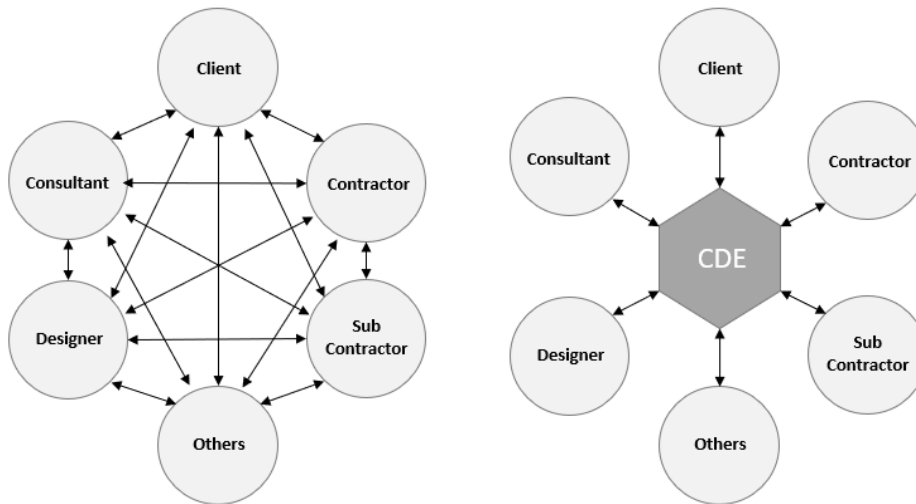 Client
Consultant
Contractor
Designer
Sub
Contractor
Others
Client
Consultant
Contractor
CDE
Designer
Sub
Contractor
Others